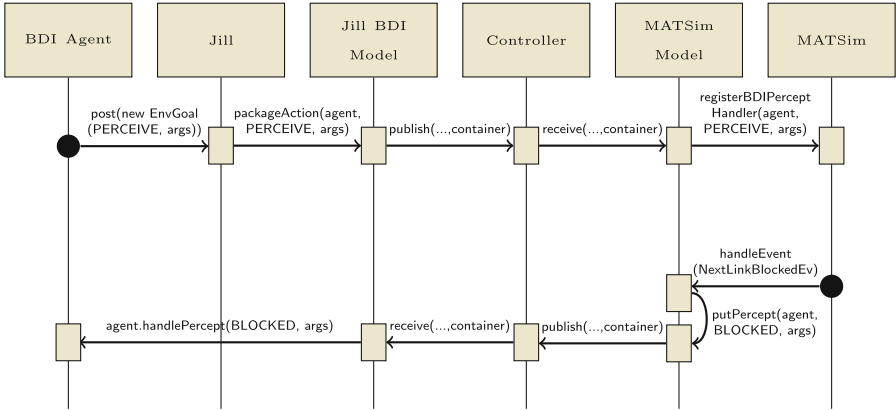 BDI Agent
Jill
Jill BDI
Model
Controller
MATSim
Model
MATSim
post(new EnvGoal
(PERCEIVE, args))
packageAction(agent,
PERCEIVE, args)
publish(...,container)
receive(...,container)
registerBDIPercept
Handler(agent,
PERCEIVE, args)
handleEvent
(NextLinkBlockedEv)
putPercept(agent,
BLOCKED, args)
agent.handlePercept(BLOCKED, args)
receive(...,container)
publish(...,container)